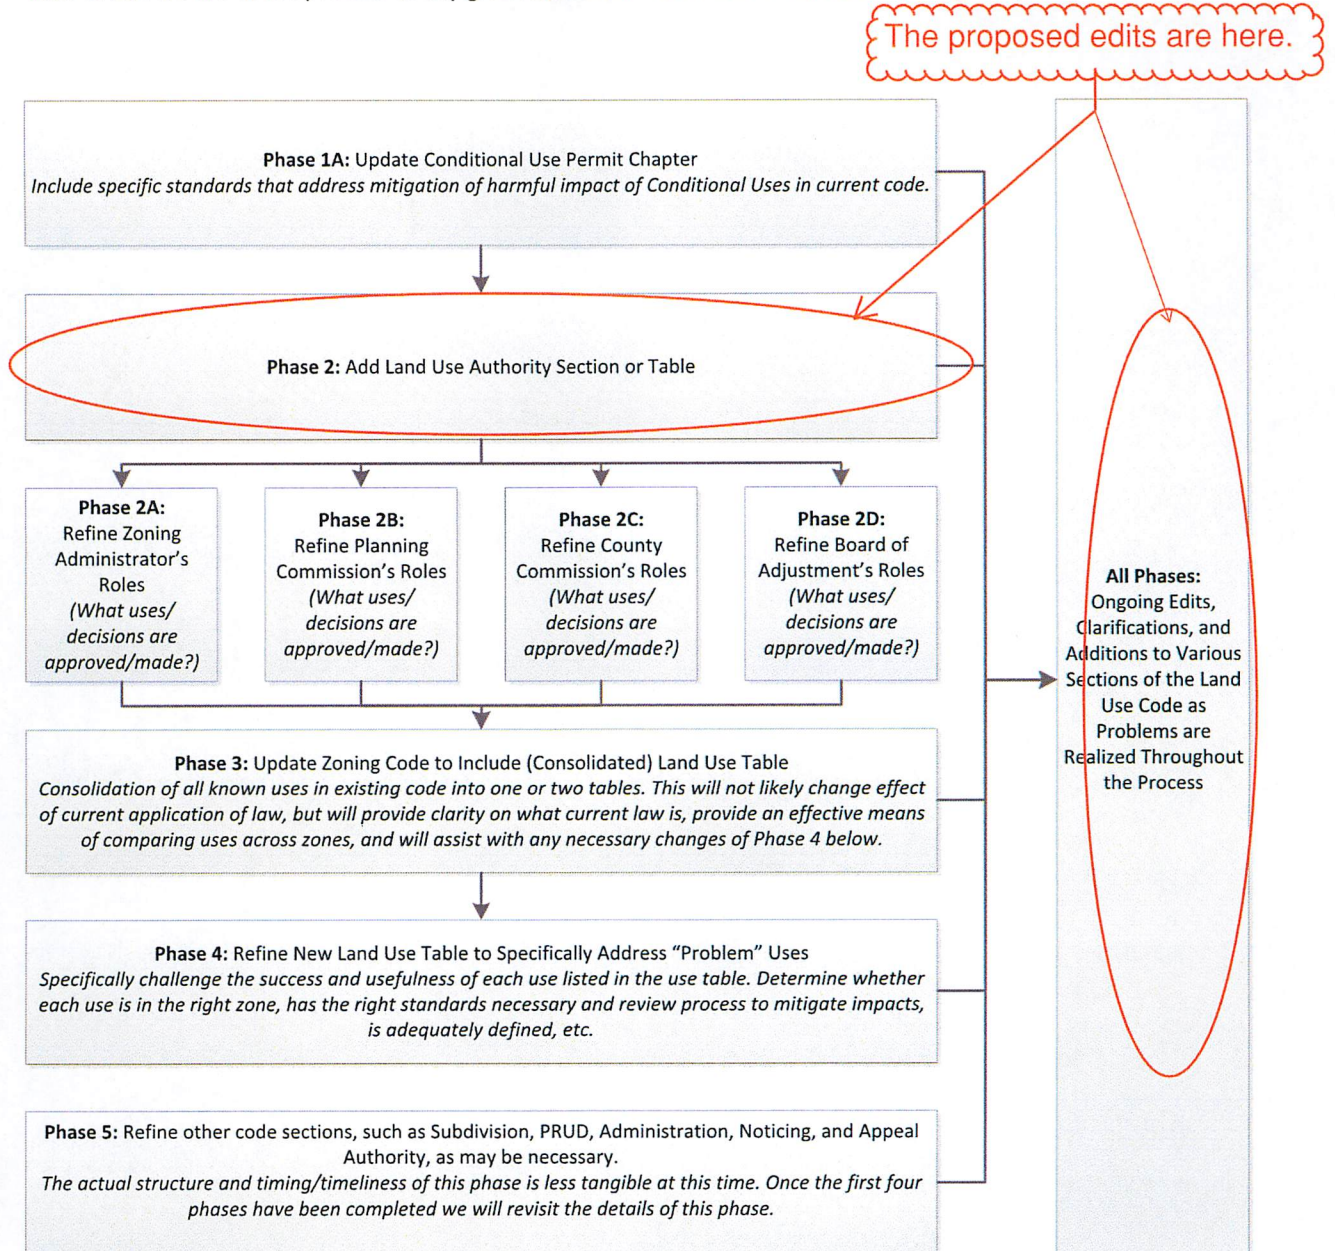 The proposed edits are here.
Phase 1A: Update Conditional Use Permit Chapter
Include specific standards that address mitigation of harmful impact of Conditional Uses in current code.
Phase 2: Add Land Use Authority Section or Table
Phase 2A:
Refine Zoning
Administrator's
Roles
(What uses/
decisions are
approved/made?)
Phase 2B:
Refine Planning
Commission's Roles
(What uses/
decisions are
approved/made?)
Phase 2C:
Refine County
Commission's Roles
(What uses/
decisions are
approved/made?)
Phase 2D:
Refine Board of
Adjustment's Roles
(What uses/
decisions are
approved/made?)
All Phases:
Ongoing Edits,
Clarifications, and
Additions to Various
Sections of the Land
Use Code as
Problems are
Realized Throughout
the Process
Phase 3: Update Zoning Code to Include (Consolidated) Land Use Table
Consolidation of all known uses in existing code into one or two tables. This will not likely change effect
of current application of law, but will provide clarity on what current law is, provide an effective means
of comparing uses across zones, and will assist with any necessary changes of Phase 4 below.
Phase 4: Refine New Land Use Table to Specifically Address “Problem” Uses
Specifically challenge the success and usefulness of each use listed in the use table. Determine whether
each use is in the right zone, has the right standards necessary and review process to mitigate impacts,
is adequately defined, etc.
Phase 5: Refine other code sections, such as Subdivision, PRUD, Administration, Noticing, and Appeal
Authority, as may be necessary.
The actual structure and timing/timeliness of this phase is less tangible at this time. Once the first four
phases have been completed we will revisit the details of this phase.